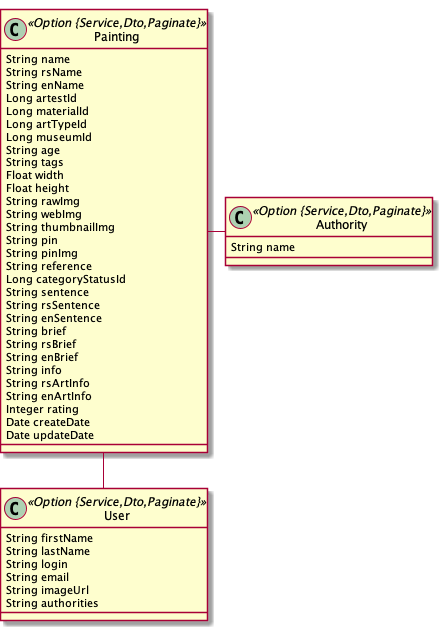 C
«Option {Service,Dto,Paginate}»
Painting
String name
String rsName
String enName
Long artestId
Long materialId
Long artTypeId
Long museumId
String age
String tags
Float width
Float height
String rawImg
String webImg
String thumbnailImg
String pin
String pinImg
String reference
Long categoryStatusId
String sentence
String rsSentence
String enSentence
String brief
String rsBrief
String enBrief
String info
String rsArtInfo
String enArtInfo
Integer rating
Date createDate
Date updateDate
C
«Option {Service,Dto,Paginate}»
Authority
String name
C
«Option {Service,Dto,Paginate}»
User
String firstName
String lastName
String login
String email
String imageUrl
String authorities